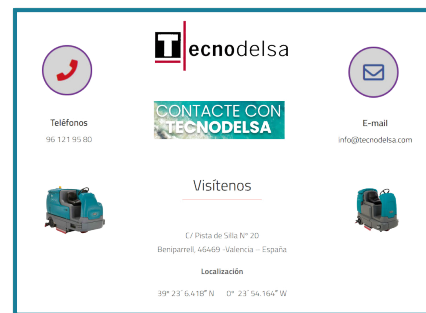 Tecnodelsa
Teléfonos
96 121 95 80
CONTACTE CON
TECNODELSA
E-mail
info@tecnodelsa.com
Visítenos
C/ Pista de Silla Nº 20
Beniparrell, 46469 -Valencia – España
Localización
39° 23´6.418″ N 0° 23´54.164″ W